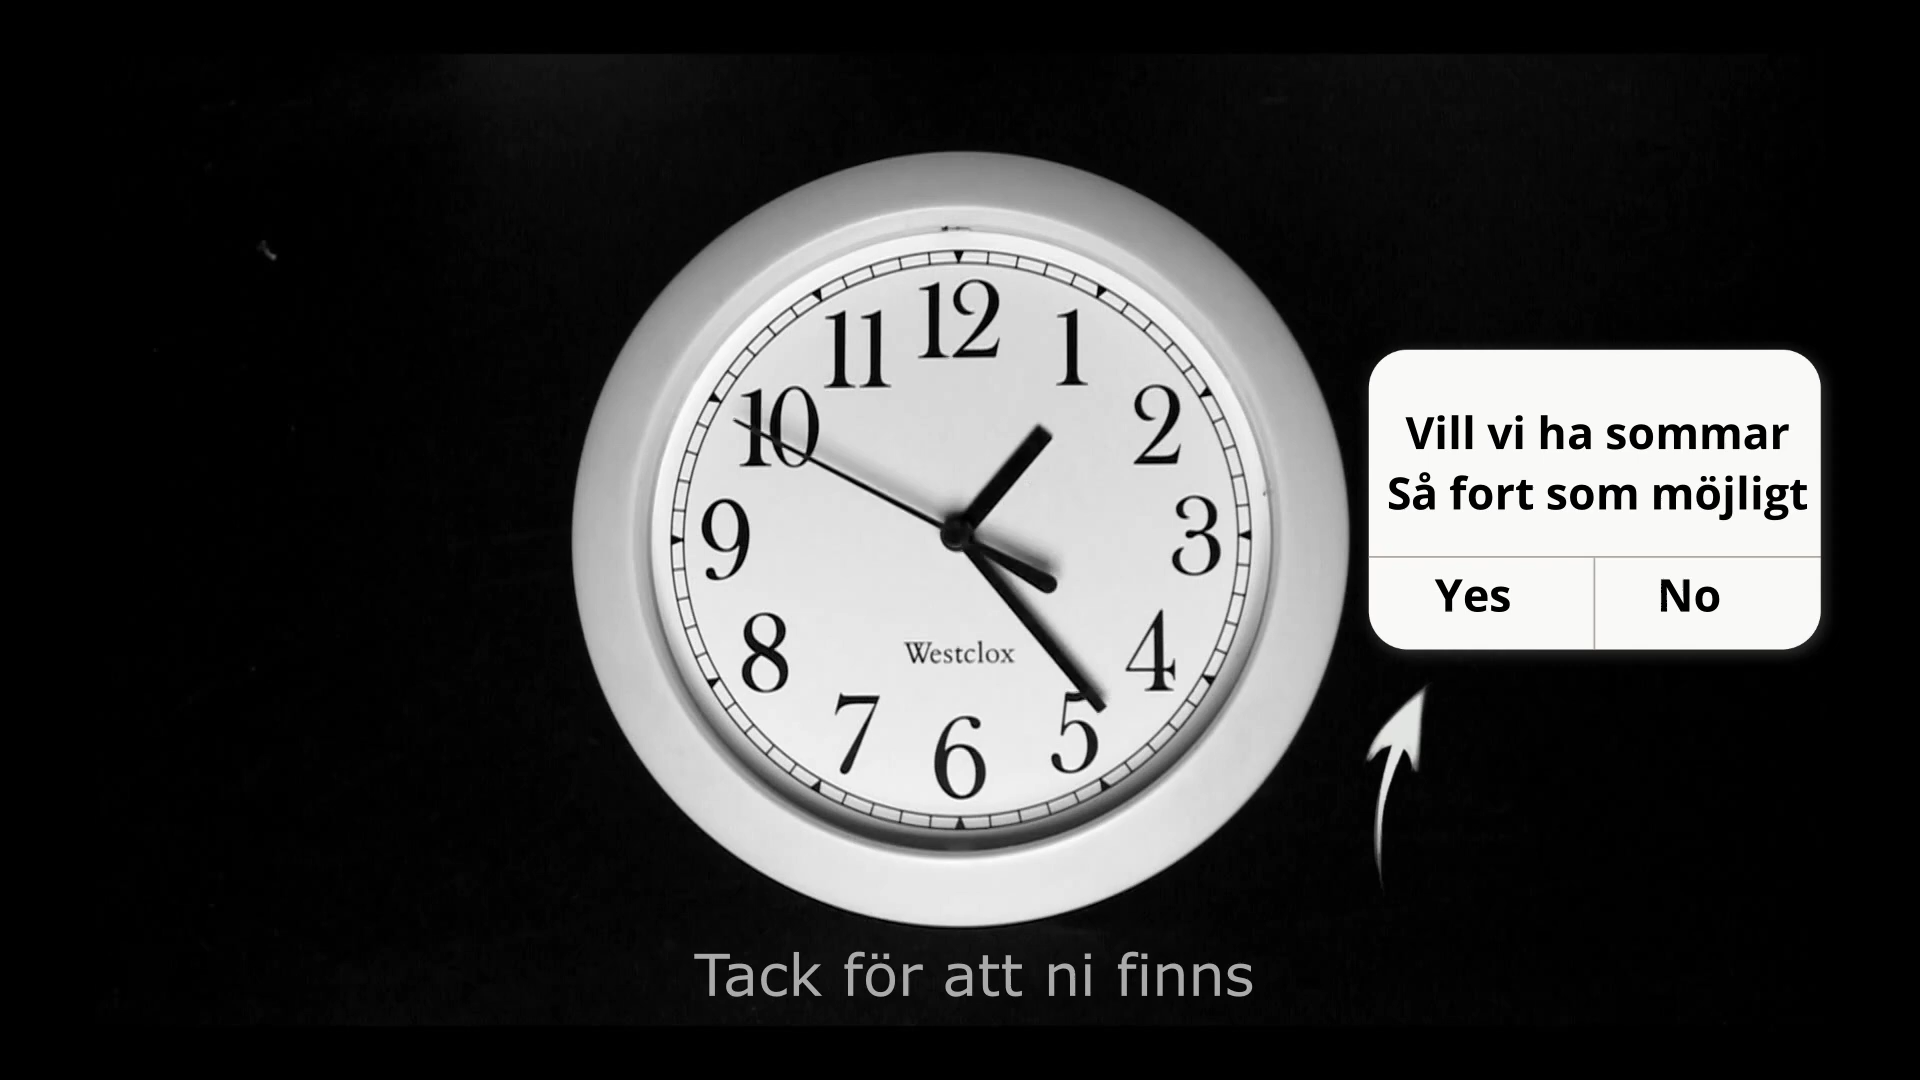 12
11
1
10
2
9
3
8
4
Westclox
7
5
6
Vill vi ha sommar
Så fort som möjligt
Yes
No
Tack för att ni finns